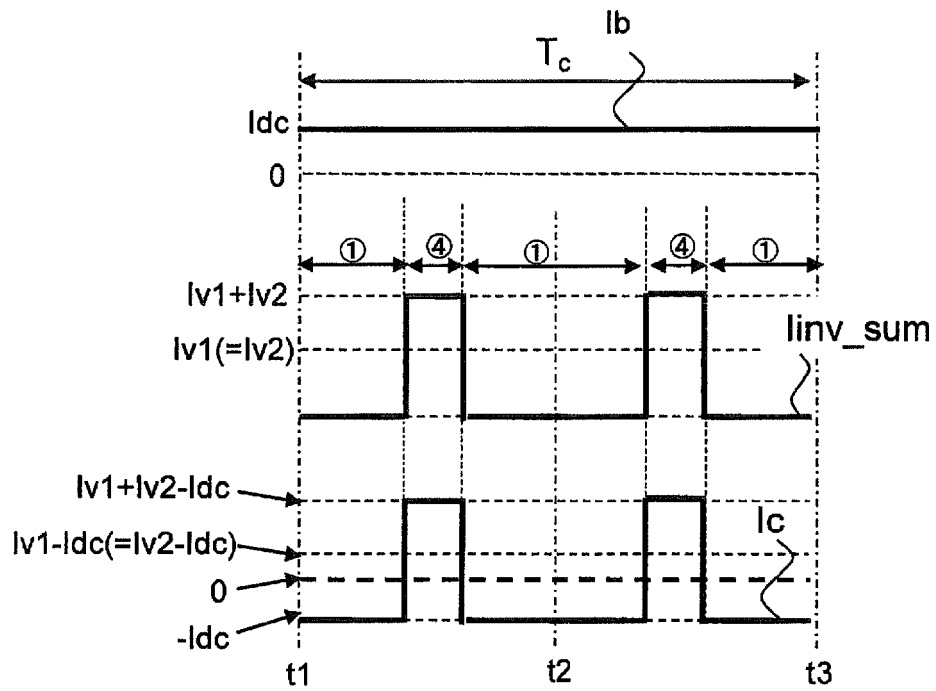 Ib
Tc
Idc
0
① ④ ① ④ ①
Iv1+Iv2
Iv1(=Iv2)
Iinv_sum
Iv1+Iv2-Idc
Iv1-Idc(=Iv2-Idc)
Ic
0
-Idc
t1 t2 t3